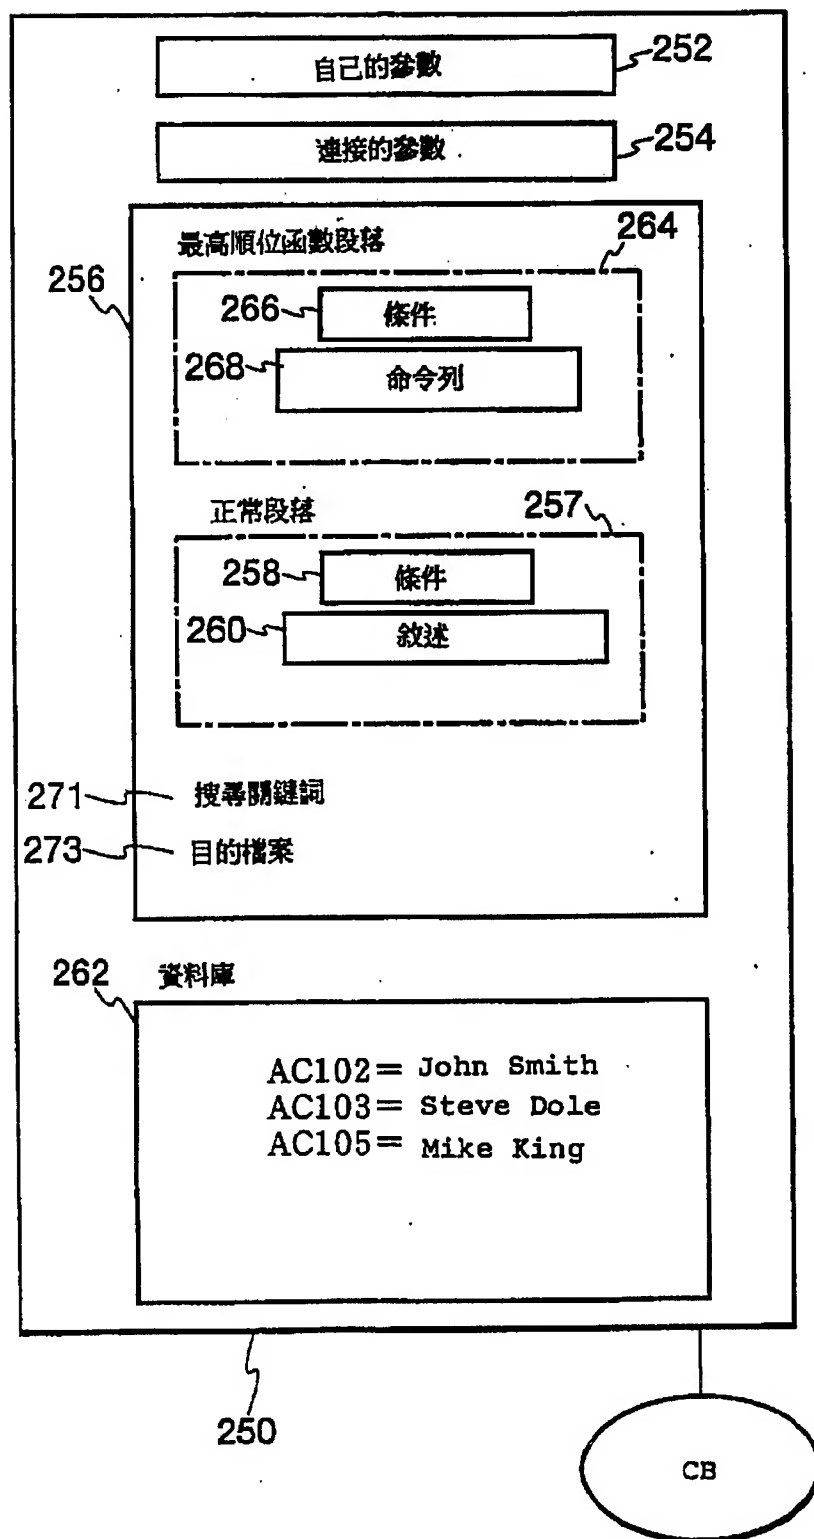 自己的參數 252
連接的參數 254
最高順位函數段落 264
256
266 條件
268 命令列
正常段落 257
258 條件
260 敘述
271 搜尋關鍵詞
273 目的檔案
262 資料庫
AC102= John Smith
AC103= Steve Dole
AC105= Mike King
250
CB